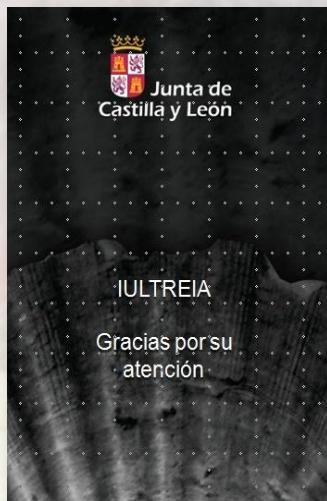 Junta de
Castilla y León
IULTREIA
Gracias por su
atención